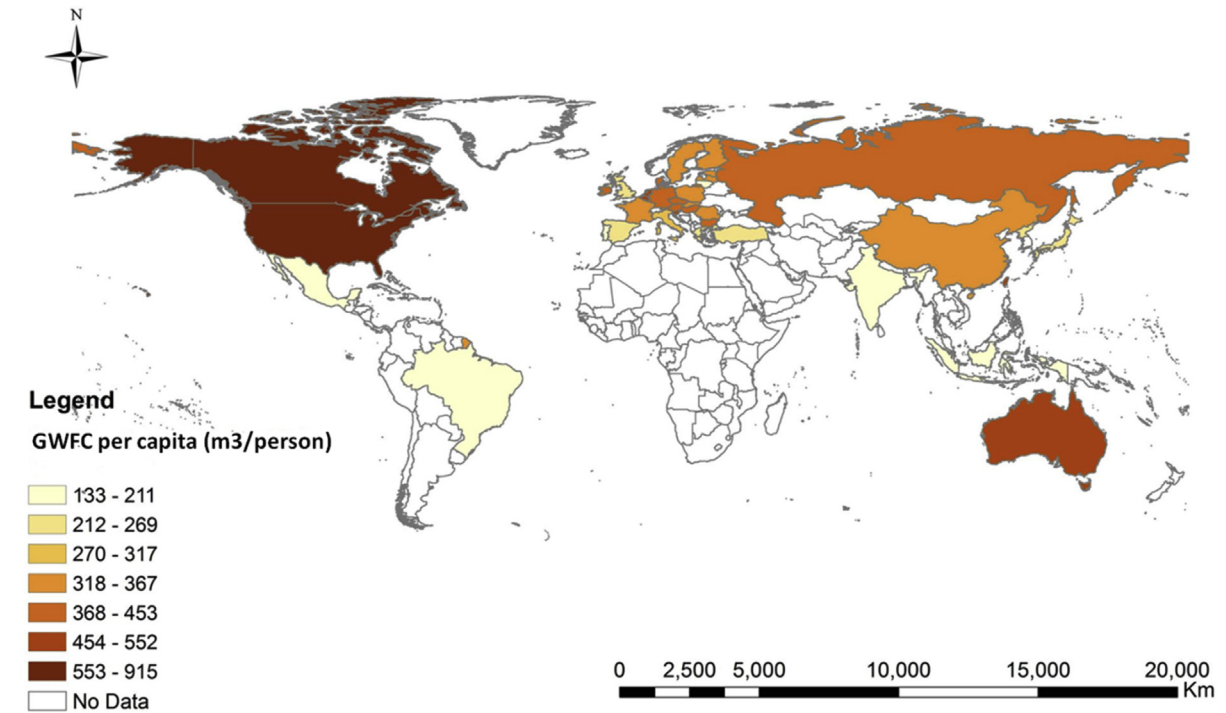 N
Legend
GWFC per capita (m3/person)
133 - 211
212 - 269
270 - 317
318 - 367
368 - 453
454 - 552
553 - 915
No Data
0 2,500 5,000 10,000 15,000 20,000
Km